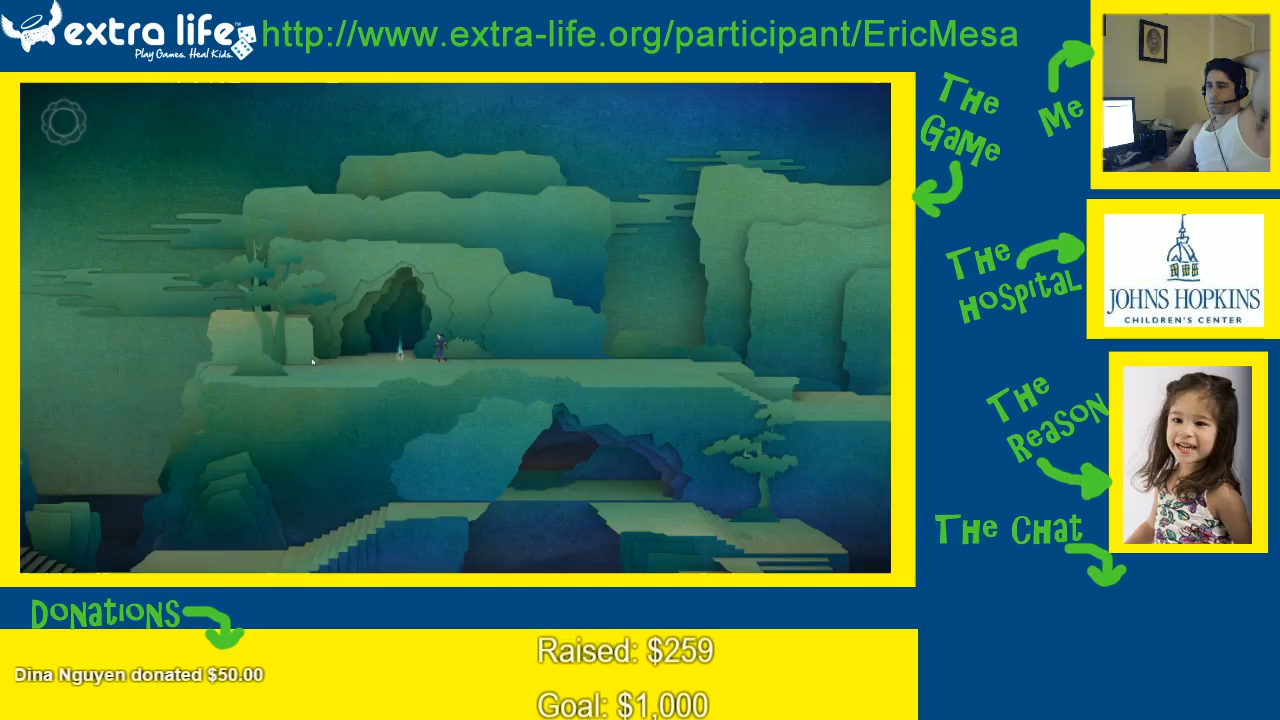 extra life
Play Games. Heal Kids.
http://www.extra-life.org/participant/EricMesa
The
Game
Me
The
Hospital
JOHNS HOPKINS
CHILDREN'S CENTER
The
Reason
The Chat
Donations
Dina Nguyen donated $50.00
Raised: $259
Goal: $1,000